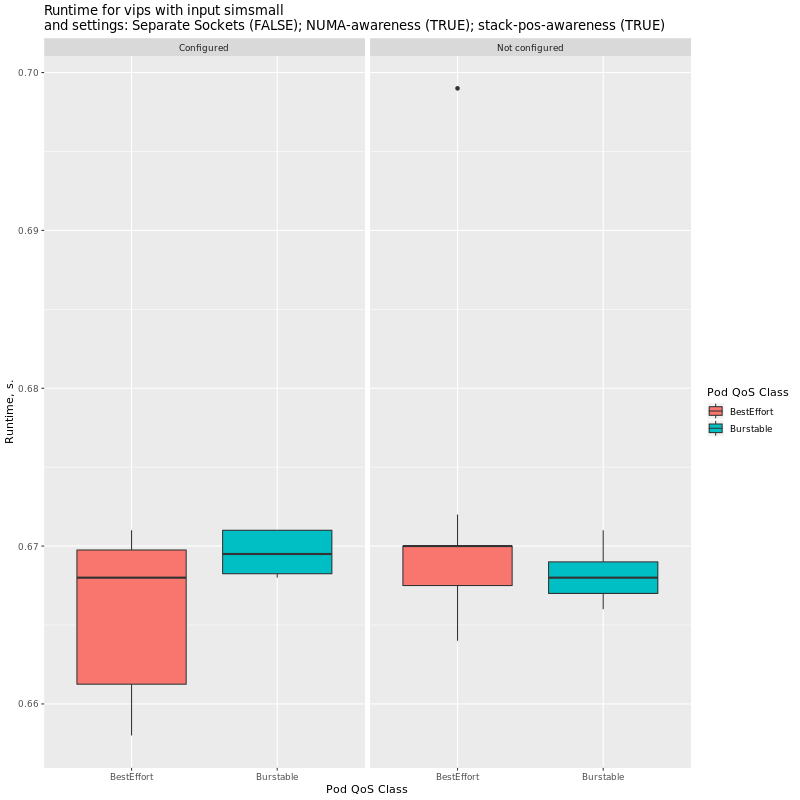 Runtime for vips with input simsmall
and settings: Separate Sockets (FALSE); NUMA-awareness (TRUE); stack-pos-awareness (TRUE)
Configured
Not configured
0.70
0.69
0.68
0.67
0.66
Runtime, s.
BestEffort
Burstable
BestEffort
Burstable
Pod QoS Class
Pod QoS Class
BestEffort
Burstable